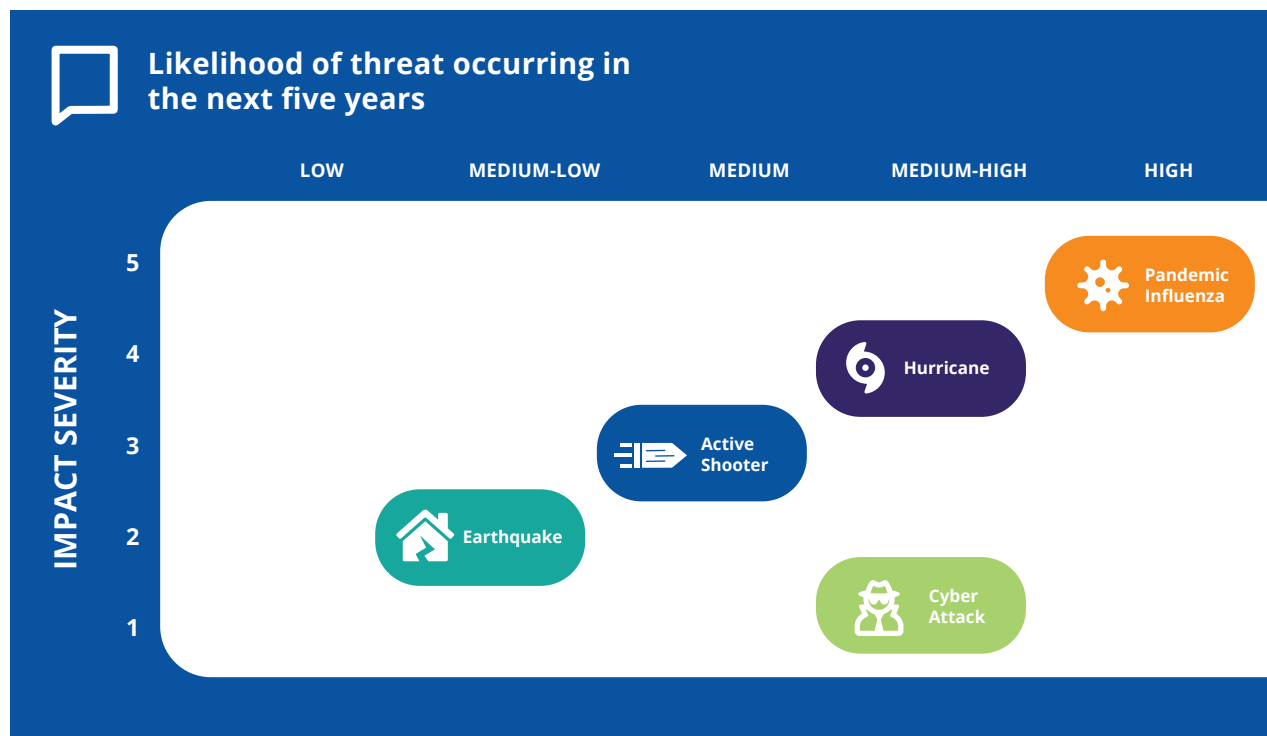 Likelihood of threat occurring in
the next five years
LOW MEDIUM-LOW MEDIUM MEDIUM-HIGH HIGH
IMPACT SEVERITY
5
Pandemic
Influenza
4
Hurricane
3
Active
Shooter
2
Earthquake
1
Cyber
Attack